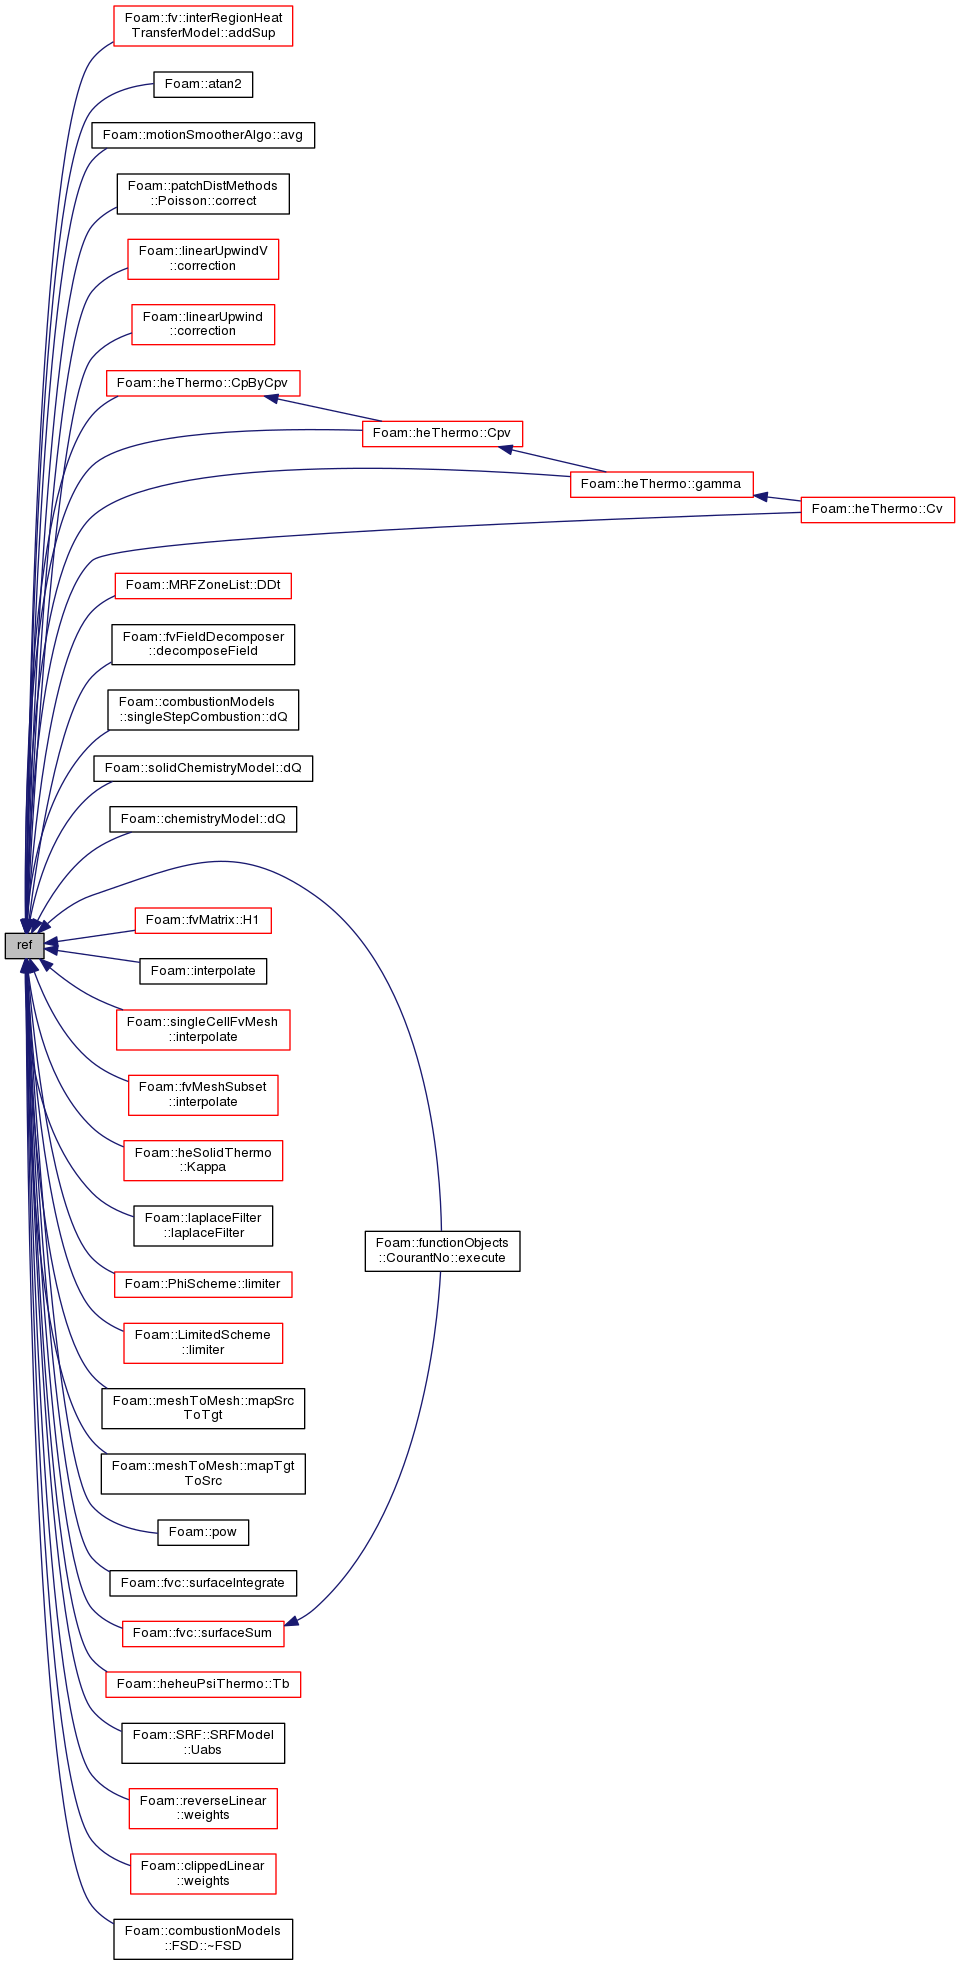 Foam::fv::interRegionHeat
TransferModel::addSup
Foam::atan2
Foam::motionSmootherAlgo::avg
Foam::patchDistMethods
::Poisson::correct
Foam::linearUpwindV
::correction
Foam::linearUpwind
::correction
Foam::heThermo::CpByCpv
Foam::heThermo::Cpv
Foam::heThermo::gamma
Foam::heThermo::Cv
Foam::MRFZoneList::DDt
Foam::fvFieldDecomposer
::decomposeField
Foam::combustionModels
::singleStepCombustion::dQ
Foam::solidChemistryModel::dQ
Foam::chemistryModel::dQ
Foam::fvMatrix::H1
ref
Foam::interpolate
Foam::singleCellFvMesh
::interpolate
Foam::fvMeshSubset
::interpolate
Foam::heSolidThermo
::Kappa
Foam::laplaceFilter
::laplaceFilter
Foam::functionObjects
::CourantNo::execute
Foam::PhiScheme::limiter
Foam::LimitedScheme
::limiter
Foam::meshToMesh::mapSrc
ToTgt
Foam::meshToMesh::mapTgt
ToSrc
Foam::pow
Foam::fvc::surfaceIntegrate
Foam::fvc::surfaceSum
Foam::heheuPsiThermo::Tb
Foam::SRF::SRFModel
::Uabs
Foam::reverseLinear
::weights
Foam::clippedLinear
::weights
Foam::combustionModels
::FSD::~FSD